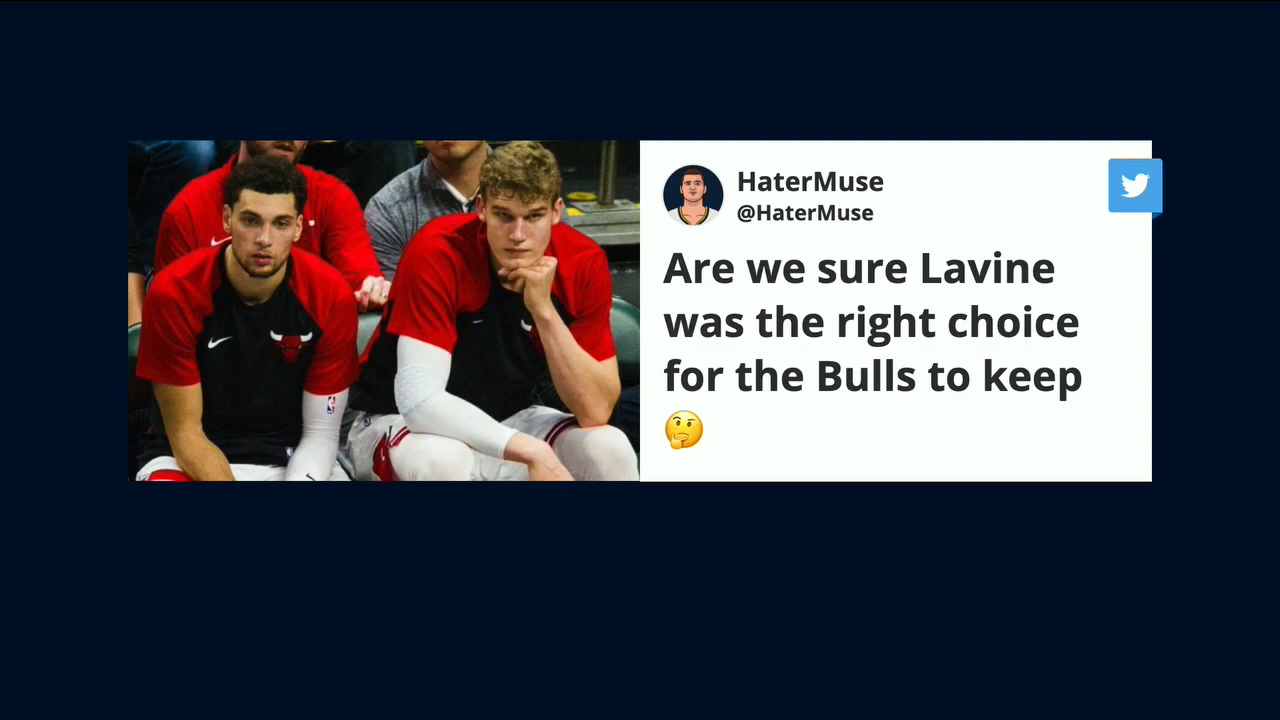 HaterMuse
@HaterMuse
Are we sure Lavine
was the right choice
for the Bulls to keep
🤔